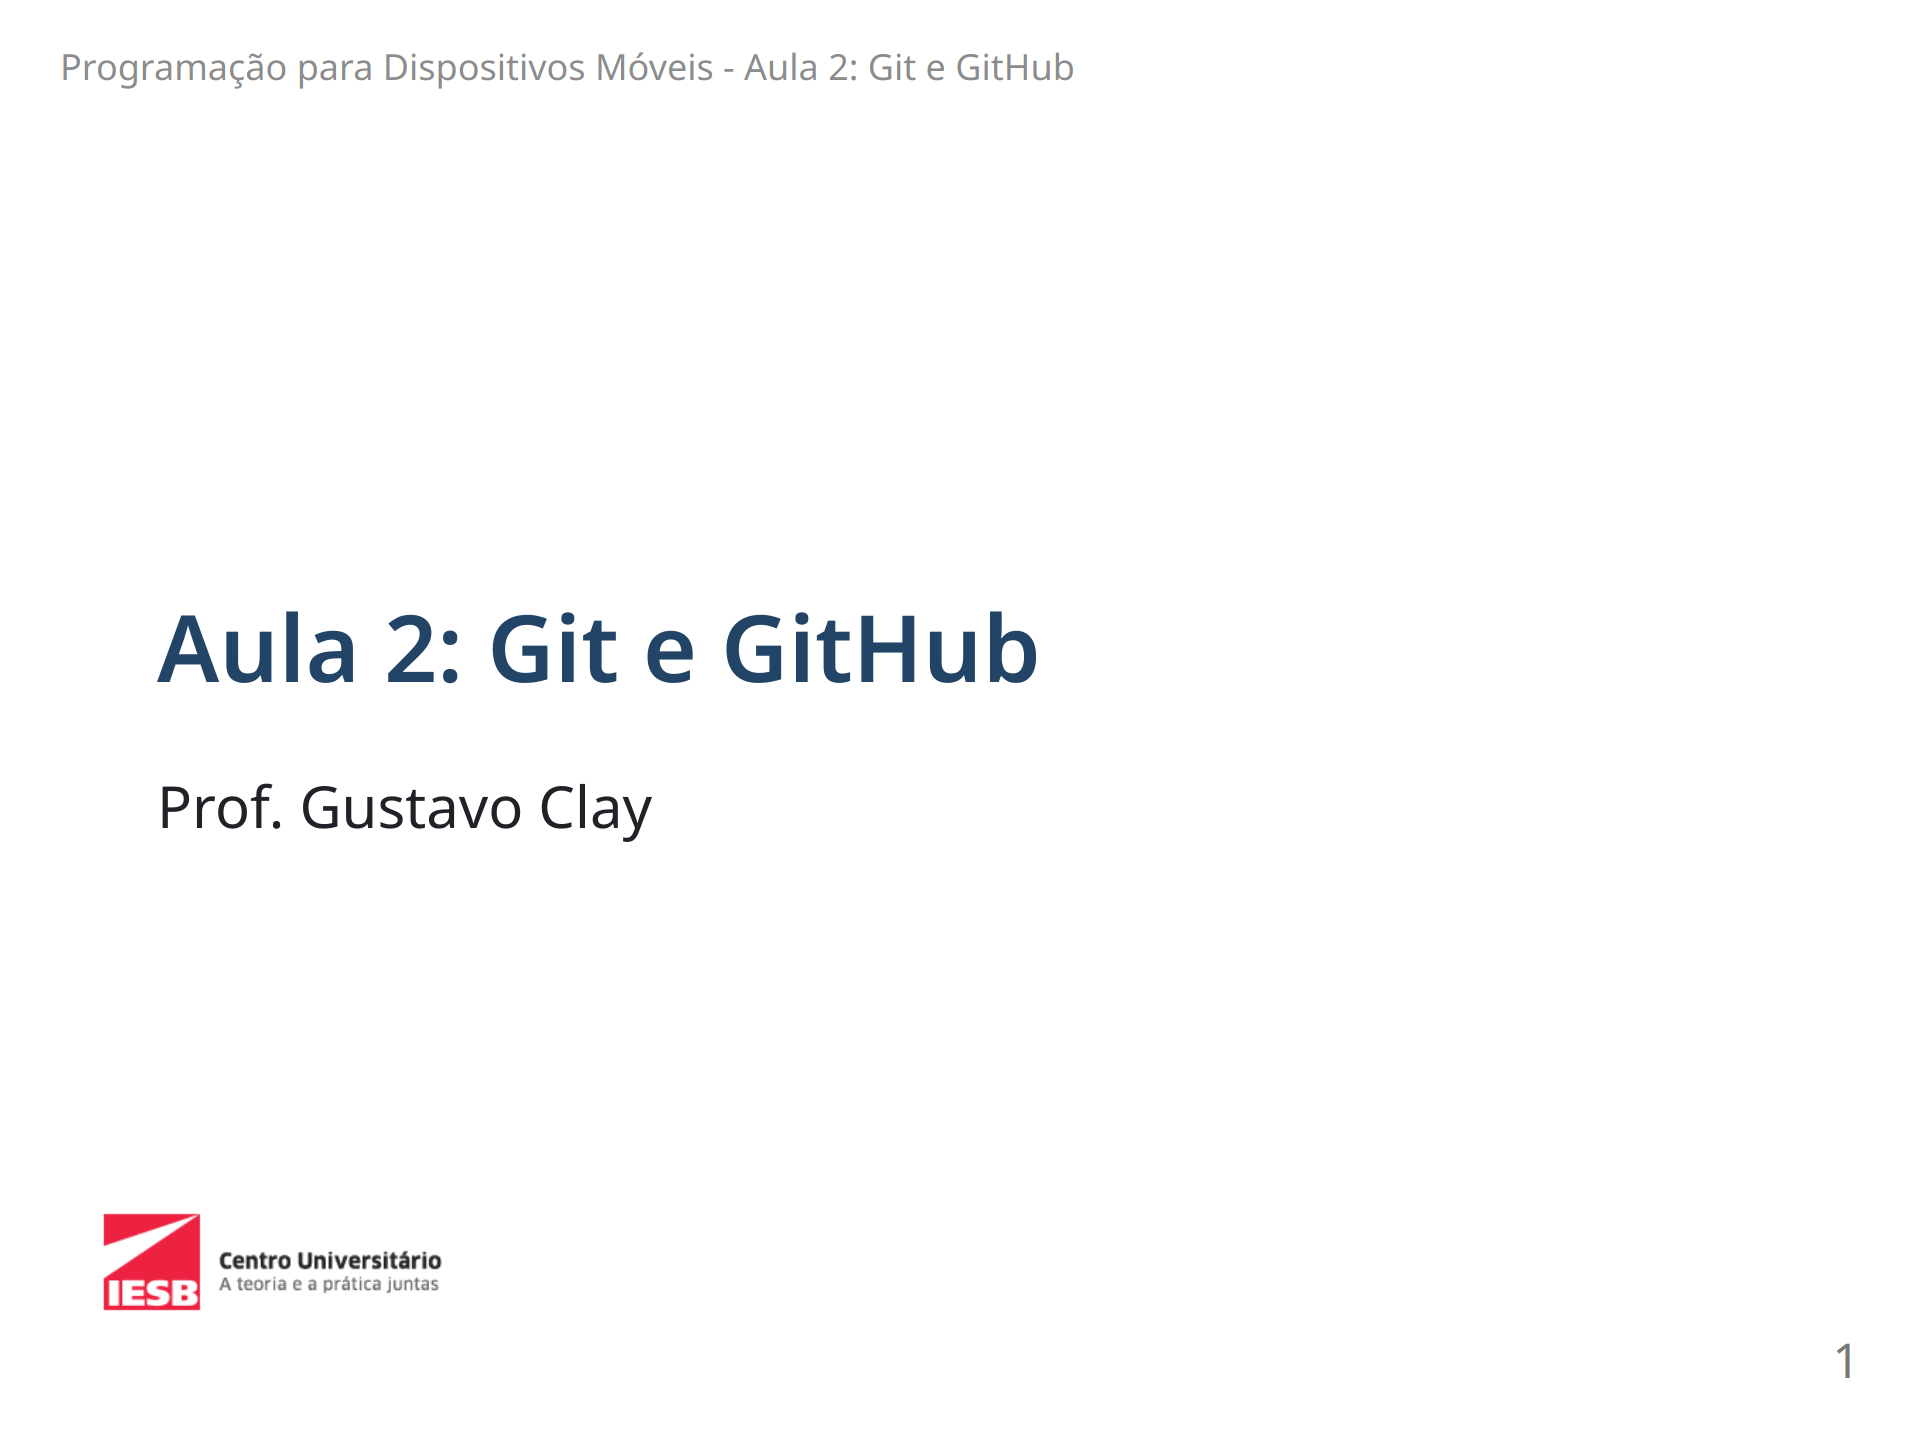 Programação para Dispositivos Móveis - Aula 2: Git e GitHub
Aula 2: Git e GitHub
Prof. Gustavo Clay
IESB
Centro Universitário
A teoria e a prática juntas
1